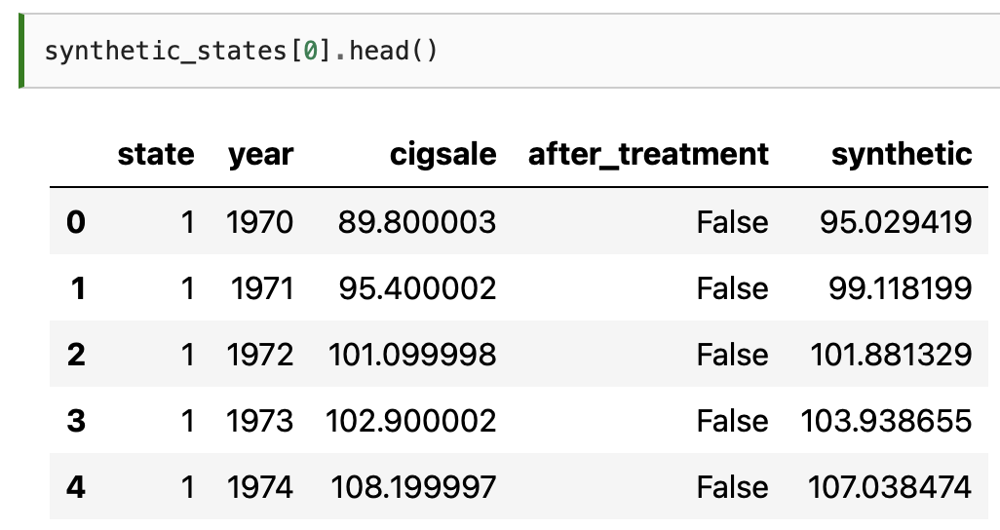 synthetic_states[0].head()
state year cigsale after_treatment synthetic
0 1 1970 89.800003 False 95.029419
1 1 1971 95.400002 False 99.118199
2 1 1972 101.099998 False 101.881329
3 1 1973 102.900002 False 103.938655
4 1 1974 108.199997 False 107.038474